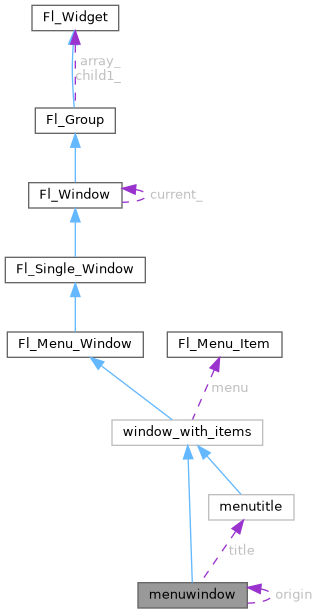 Fl_Widget
array_
child1_
Fl_Group
Fl_Window
current_
Fl_Single_Window
Fl_Menu_Window
Fl_Menu_Item
menu
window_with_items
menutitle
title
menuwindow
origin